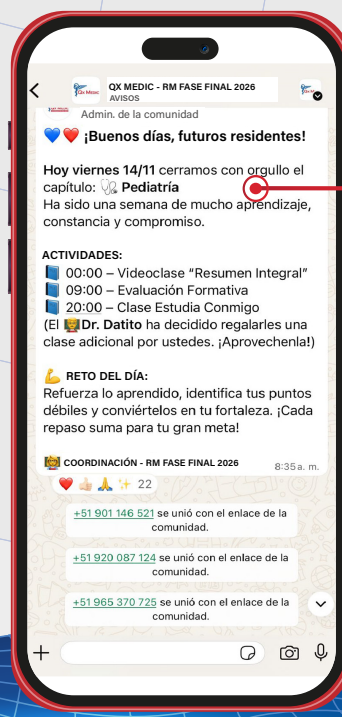 Qx Medic
QX MEDIC - RM FASE FINAL 2026
AVISOS
Admin. de la comunidad
💙❤️ ¡Buenos días, futuros residentes!
Hoy viernes 14/11 cerramos con orgullo el
capítulo: 🩺 Pediatría
Ha sido una semana de mucho aprendizaje,
constancia y compromiso.
ACTIVIDADES:
📘 00:00 – Videoclase “Resumen Integral”
📘 09:00 – Evaluación Formativa
📘 20:00 – Clase Estudia Conmigo
(El Dr. Datito ha decidido regalarles una
clase adicional por ustedes. ¡Aprovechenla!)
💪 RETO DEL DÍA:
Refuerza lo aprendido, identifica tus puntos
débiles y conviértelos en tu fortaleza. ¡Cada
repaso suma para tu gran meta!
COORDINACIÓN - RM FASE FINAL 2026
8:35 a. m.
❤️👍🏻🙏✨ 22
+51 901 146 521 se unió con el enlace de la
comunidad.
+51 920 087 124 se unió con el enlace de la
comunidad.
+51 965 370 725 se unió con el enlace de la
comunidad.